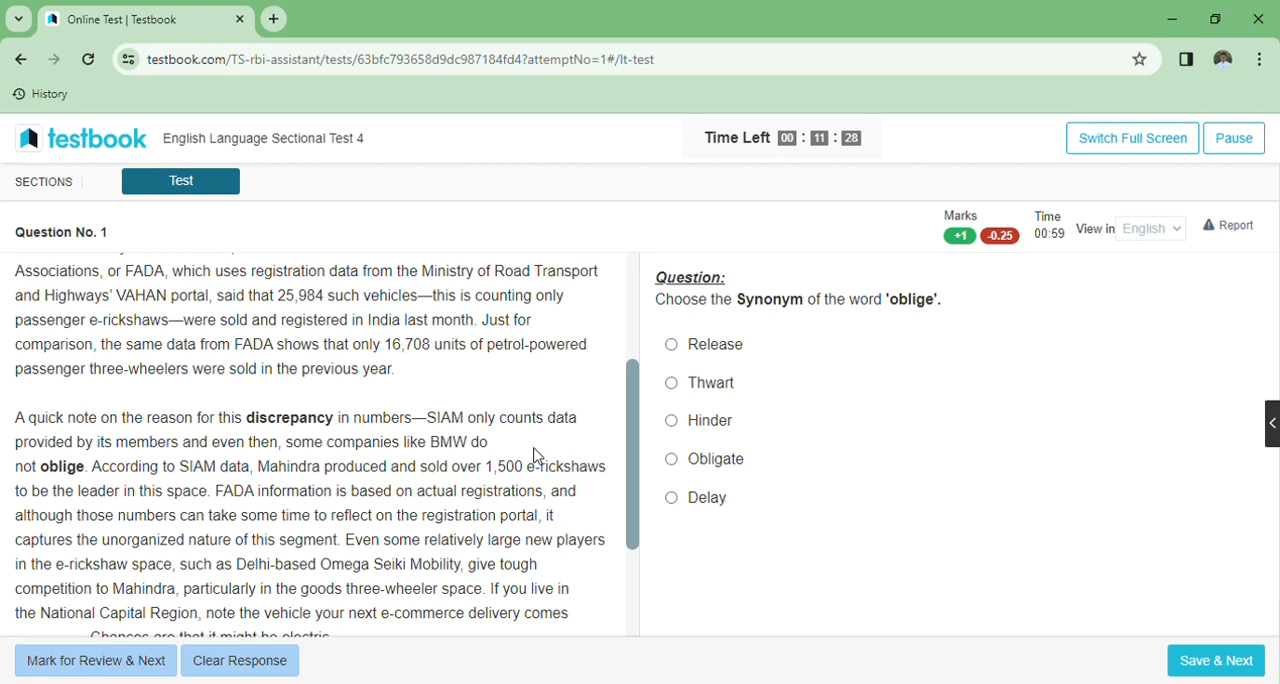 Online Test | Testbook
testbook.com/TS-rbi-assistant/tests/63bfc793658d9dc987184fd4?attemptNo=1#/lt-test
History
testbook English Language Sectional Test 4 Time Left 00 : 11 : 28 Switch Full Screen Pause
SECTIONS Test
Question No. 1 Marks +1 -0.25 Time 00:59 View in English Report
Associations, or FADA, which uses registration data from the Ministry of Road Transport
and Highways' VAHAN portal, said that 25,984 such vehicles—this is counting only
passenger e-rickshaws—were sold and registered in India last month. Just for
comparison, the same data from FADA shows that only 16,708 units of petrol-powered
passenger three-wheelers were sold in the previous year.
A quick note on the reason for this discrepancy in numbers—SIAM only counts data
provided by its members and even then, some companies like BMW do
not oblige. According to SIAM data, Mahindra produced and sold over 1,500 e-rickshaws
to be the leader in this space. FADA information is based on actual registrations, and
although those numbers can take some time to reflect on the registration portal, it
captures the unorganized nature of this segment. Even some relatively large new players
in the e-rickshaw space, such as Delhi-based Omega Seiki Mobility, give tough
competition to Mahindra, particularly in the goods three-wheeler space. If you live in
the National Capital Region, note the vehicle your next e-commerce delivery comes
Chances are that it might be electric
Question:
Choose the Synonym of the word 'oblige'.
Release
Thwart
Hinder
Obligate
Delay
Mark for Review & Next Clear Response Save & Next